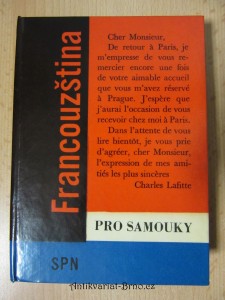 Francouzština
Cher Monsieur,
De retour à Paris, je
m'empresse de vous re-
mercier encore une fois
de votre aimable accueil
que vous m'avez réservé
à Prague. J'espère que
j'aurai l'occasion de vous
recevoir chez moi à Paris.
Dans l'attente de vous
lire bientôt, je vous prie
d'agréer, cher Monsieur,
l'expression de mes ami-
tiés les plus sincères
Charles Lafitte
PRO SAMOUKY
SPN
Antikvariat-Brno.cz